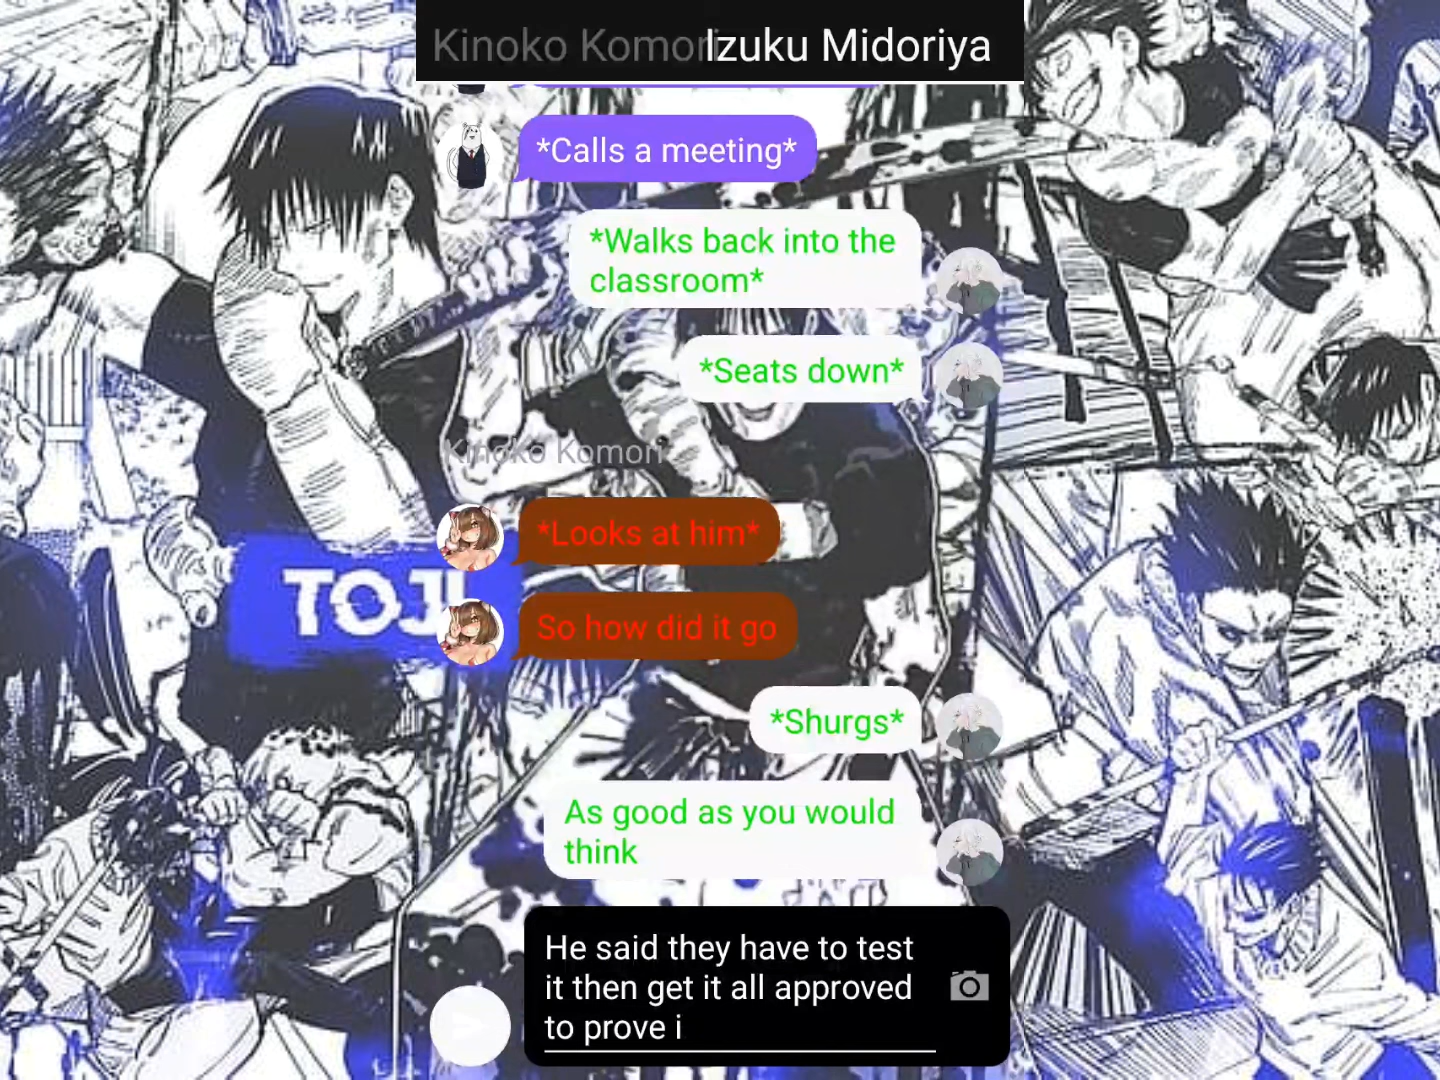 Kinoko Komori Izuku Midoriya
*Calls a meeting*
*Walks back into the
classroom*
*Seats down*
Kinoko Komori
*Looks at him*
TOJI
So how did it go
*Shurgs*
As good as you would
think
He said they have to test
it then get it all approved
to prove i